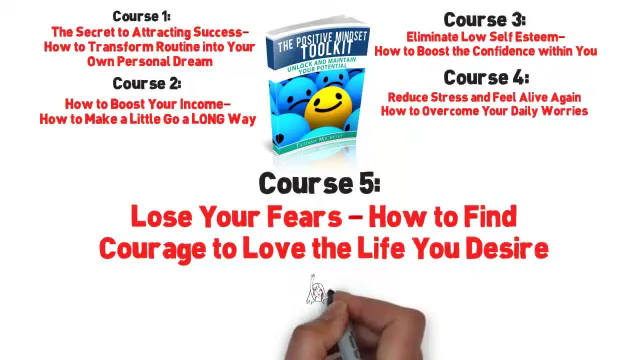 Course 1:
The Secret to Attracting Success–
How to Transform Routine into Your
Own Personal Dream
Course 2:
How to Boost Your Income–
How to Make a Little Go a LONG Way
THE POSITIVE MINDSET
TOOLKIT
UNLOCK AND MAINTAIN
YOUR POTENTIAL
Course 3:
Eliminate Low Self Esteem–
How to Boost the Confidence within You
Course 4:
Reduce Stress and Feel Alive Again
How to Overcome Your Daily Worries
Course 5:
Lose Your Fears – How to Find
Courage to Love the Life You Desire